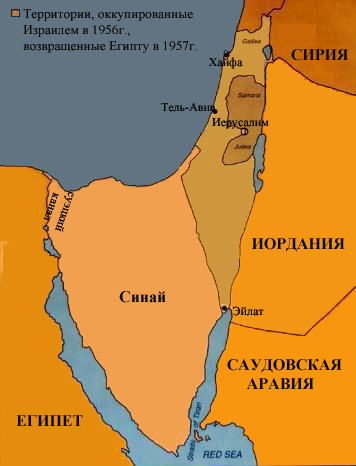 Территории, оккупированные
Израилем в 1956г.,
возвращенные Египту в 1957г.
Galilee
СИРИЯ
Хайфа
Samaria
Тель-Авив
Иерусалим
Judea
суэцкий
канал
ИОРДАНИЯ
Синай
Эйлат
САУДОВСКАЯ
АРАВИЯ
ЕГИПЕТ
Straits of Tiran
RED SEA